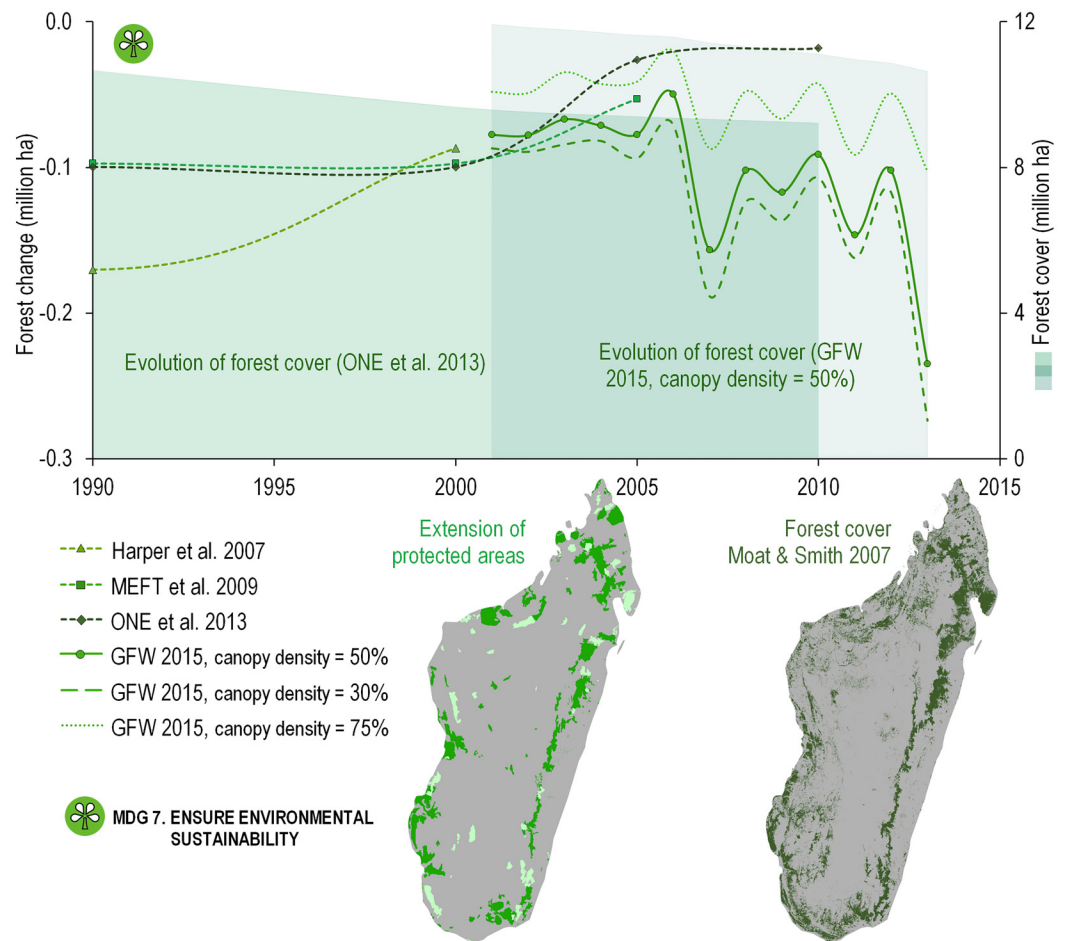 0.0
-0.1
-0.2
-0.3
Forest change (million ha)
12
8
4
0
Forest cover (million ha)
Evolution of forest cover (ONE et al. 2013)
Evolution of forest cover (GFW
2015, canopy density = 50%)
1990
1995
2000
2005
2010
2015
Harper et al. 2007
MEFT et al. 2009
ONE et al. 2013
GFW 2015, canopy density = 50%
GFW 2015, canopy density = 30%
GFW 2015, canopy density = 75%
MDG 7. ENSURE ENVIRONMENTAL
SUSTAINABILITY
Extension of
protected areas
Forest cover
Moat & Smith 2007